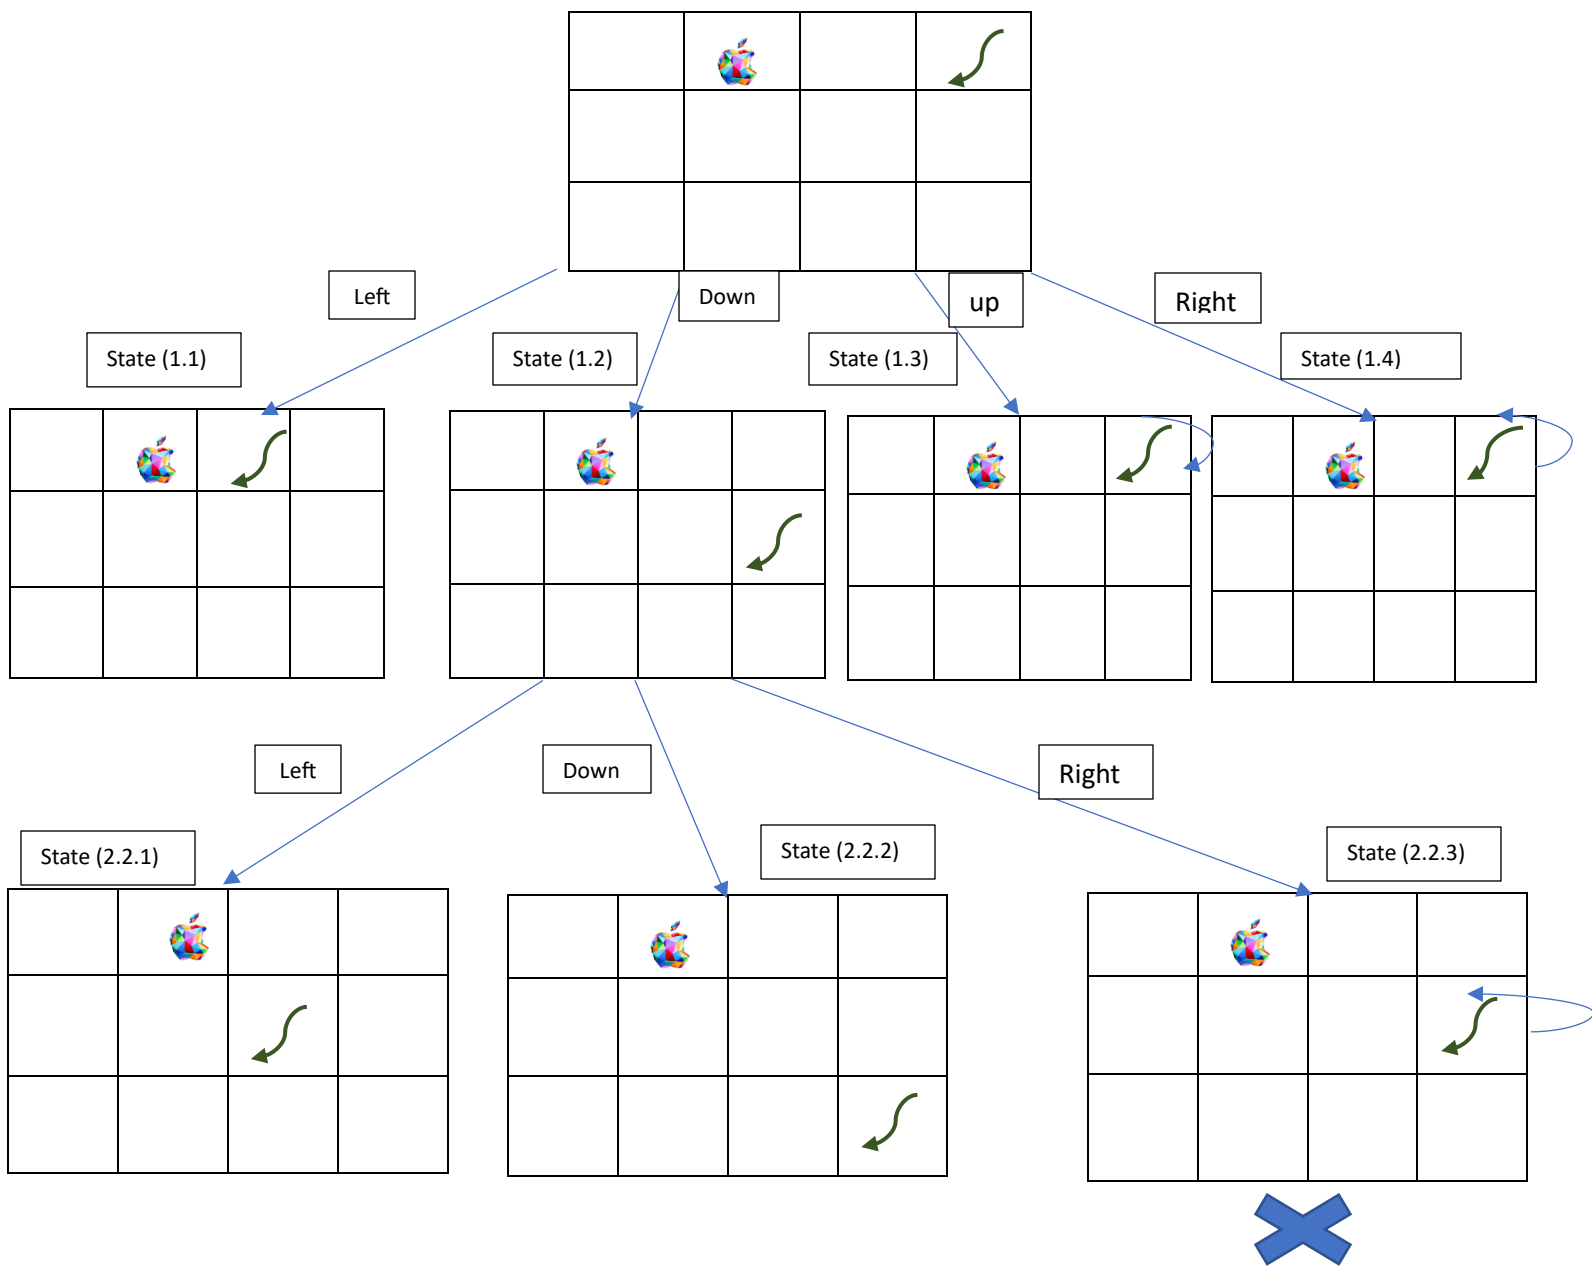 Left
Down
up
Right
State (1.1)
State (1.2)
State (1.3)
State (1.4)
Left
Down
Right
State (2.2.1)
State (2.2.2)
State (2.2.3)